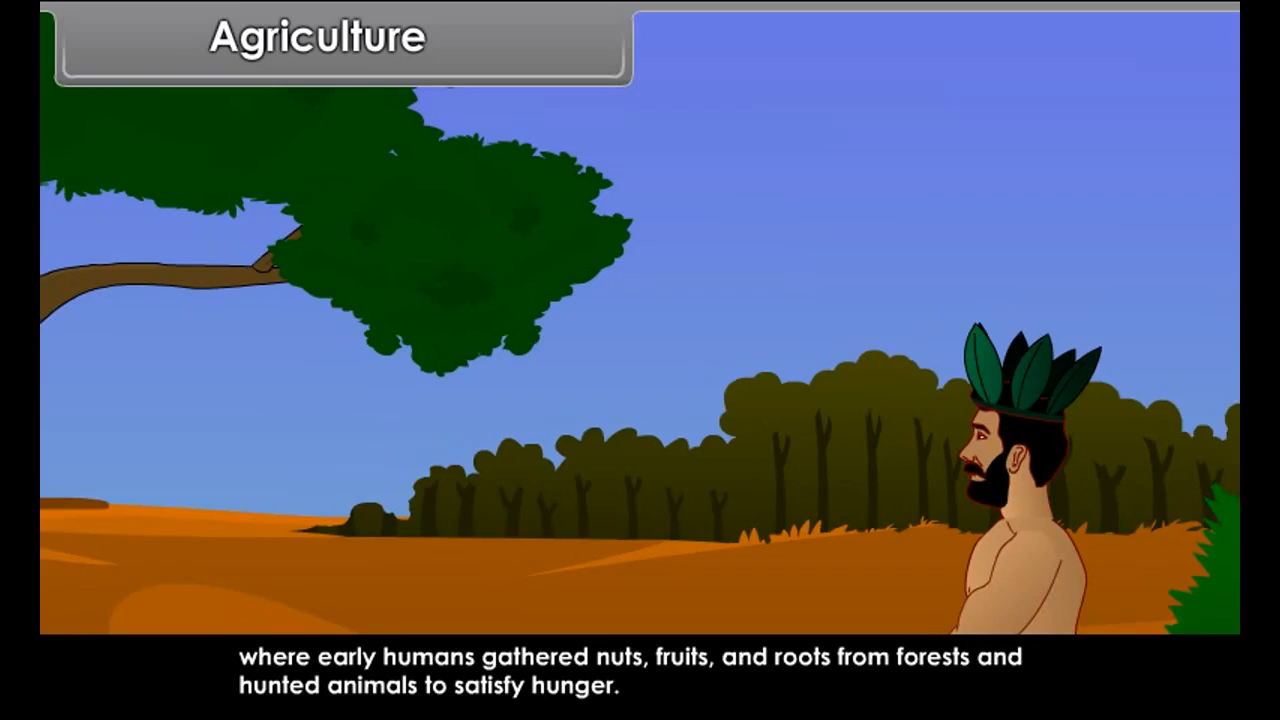 Agriculture
where early humans gathered nuts, fruits, and roots from forests and
hunted animals to satisfy hunger.